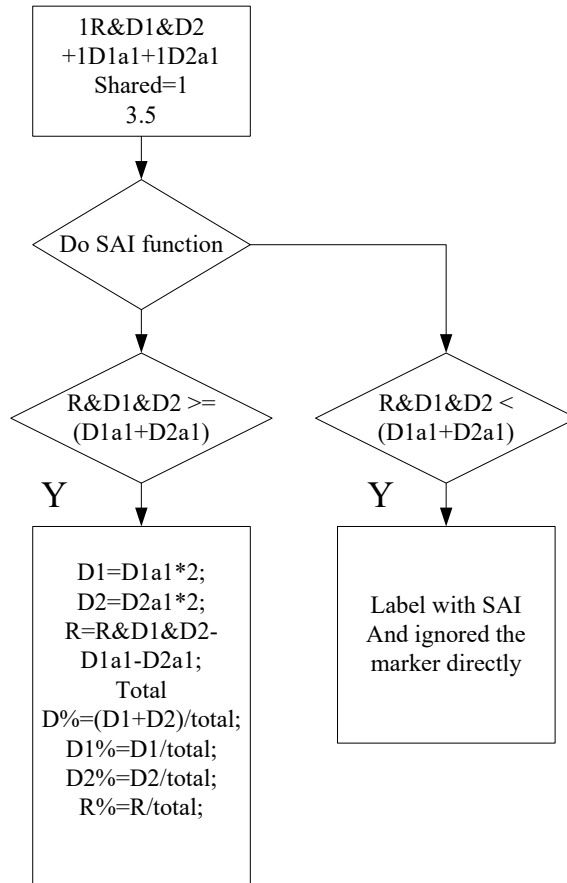 1R&D1&D2
+1D1a1+1D2a1
Shared=1
3.5
Do SAI function
R&D1&D2 >=
(D1a1+D2a1)
R&D1&D2 <
(D1a1+D2a1)
Y
Y
D1=D1a1*2;
D2=D2a1*2;
R=R&D1&D2-
D1a1-D2a1;
Total
D%=(D1+D2)/total;
D1%=D1/total;
D2%=D2/total;
R%=R/total;
Label with SAI
And ignored the
marker directly